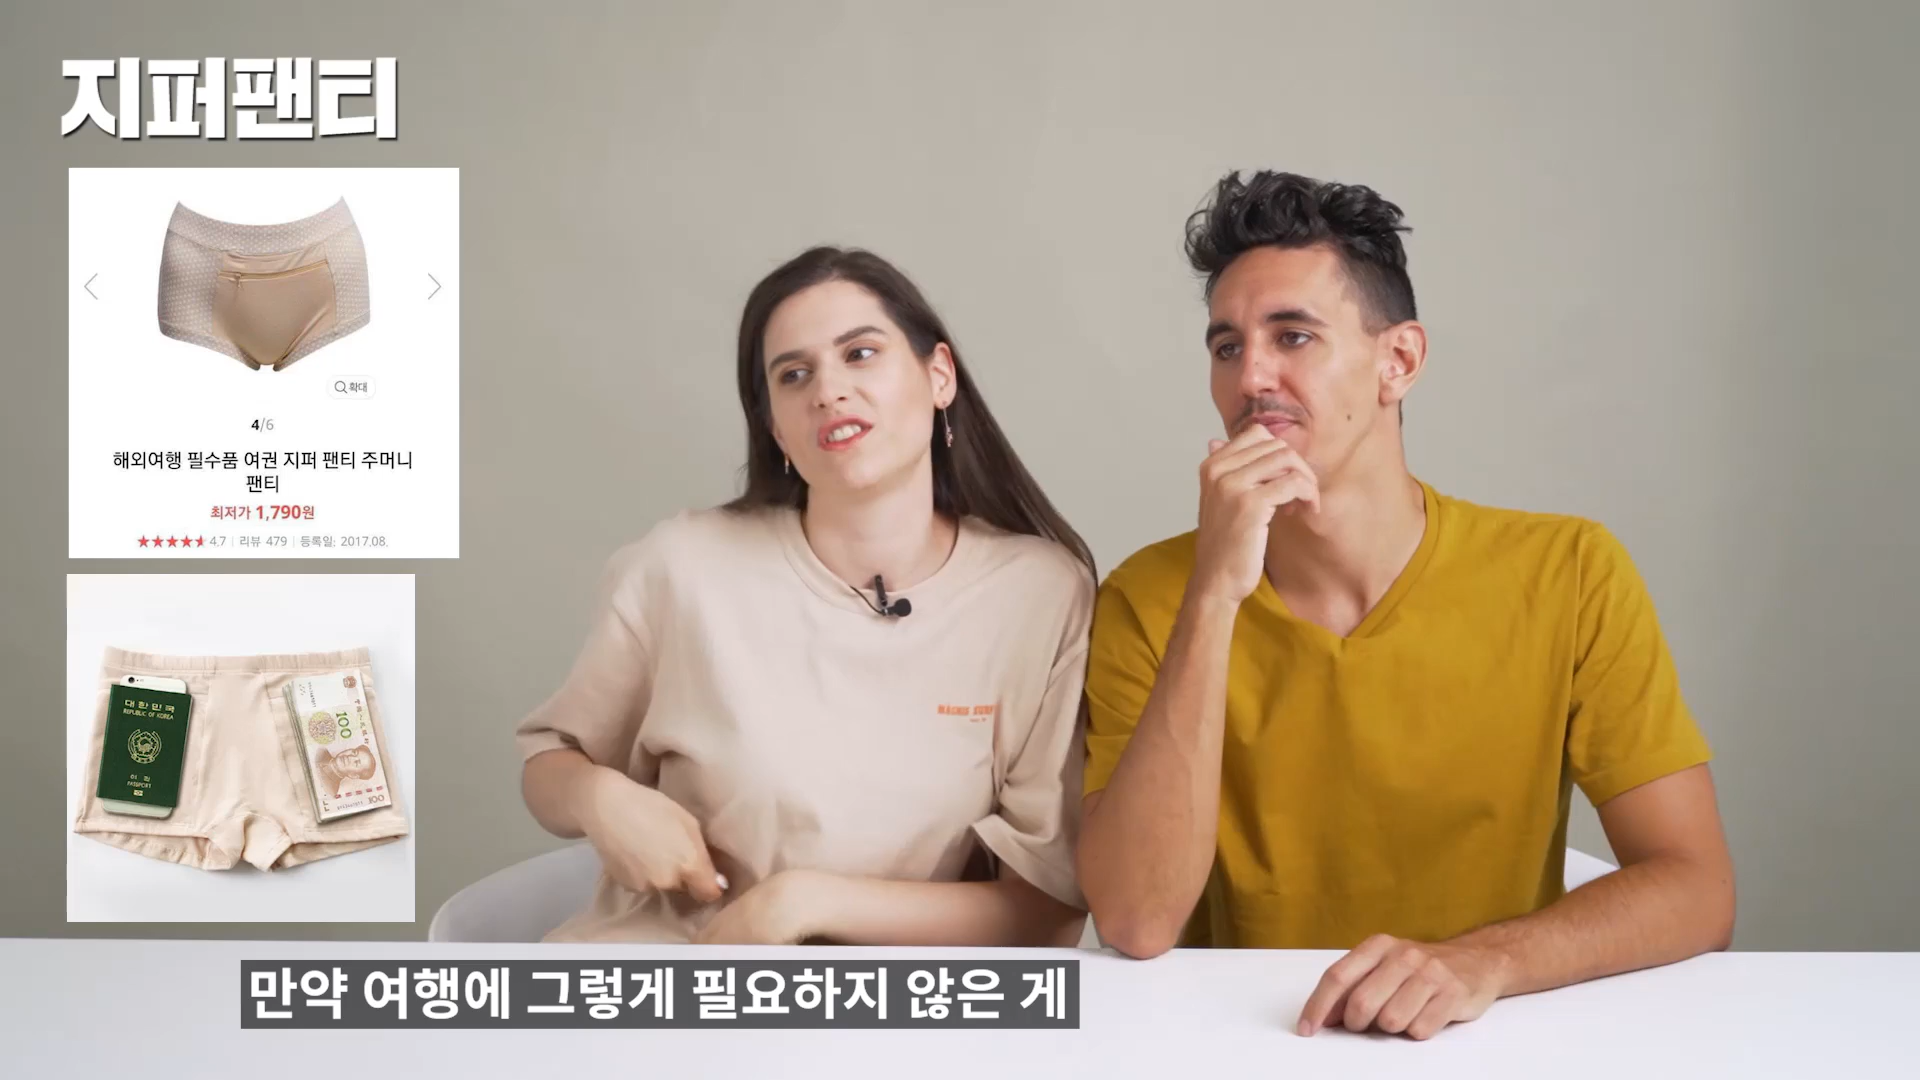 지퍼팬티
확대
4/6
해외여행 필수품 여권 지퍼 팬티 주머니
팬티
최저가 1,790원
★★★★★ 4.7 | 리뷰 479 | 등록일: 2017.08.
대한민국
REPUBLIC OF KOREA
여권
PASSPORT
100
100
만약 여행에 그렇게 필요하지 않은 게